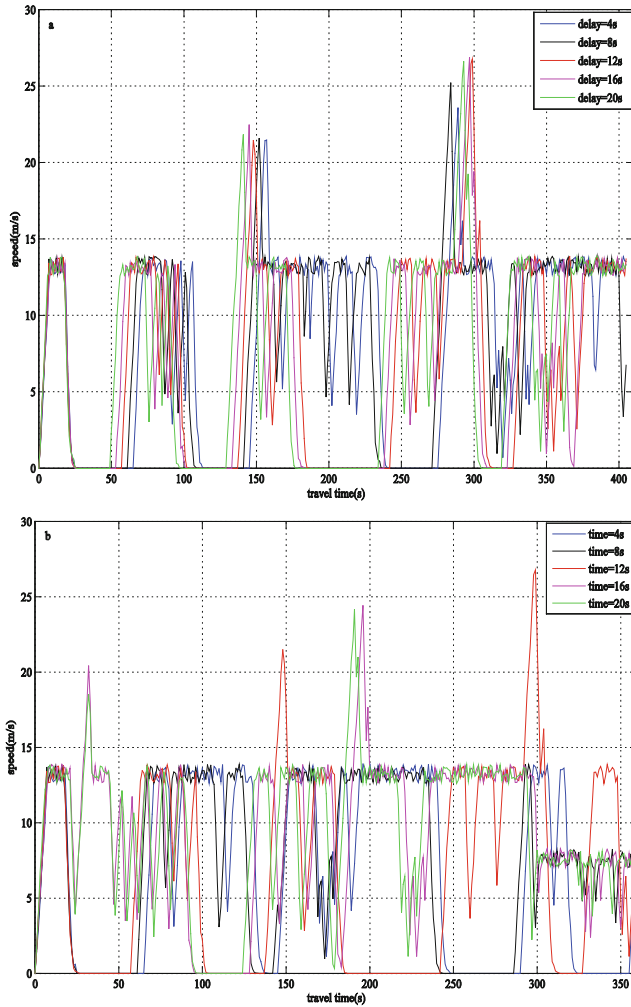 30
a
delay=4s
delay=8s
delay=12s
delay=16s
delay=20s
25
20
15
speed(m/s)
10
5
0
0 50 100 150 200 250 300 350 400
travel time(s)
30
b
time=4s
time=8s
time=12s
time=16s
time=20s
25
20
15
speed(m/s)
10
5
0
0 50 100 150 200 250 300 350
travel time(s)